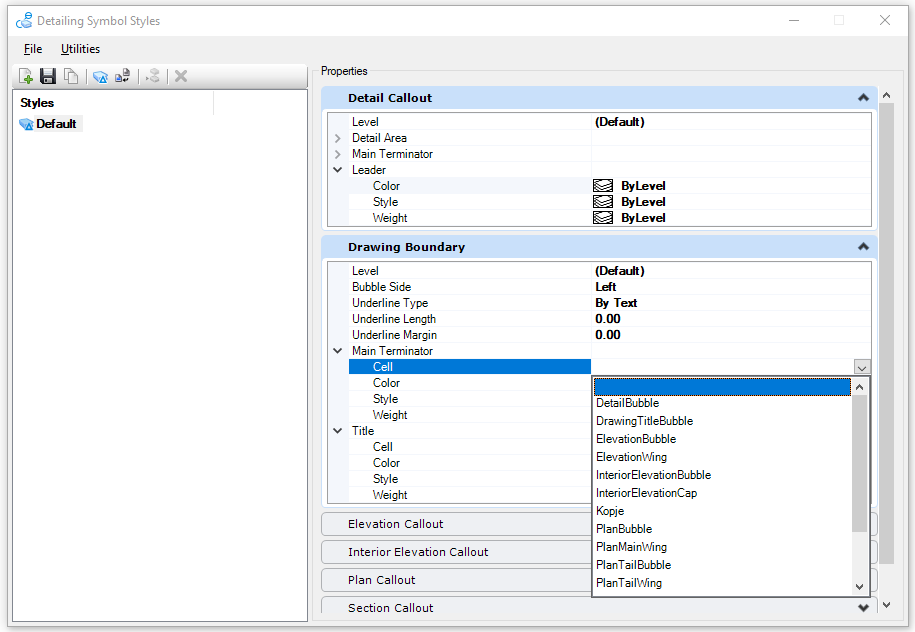 Detailing Symbol Styles
File Utilities
Styles
Default
Properties
Detail Callout
Level (Default)
Detail Area
Main Terminator
Leader
Color ByLevel
Style ByLevel
Weight ByLevel
Drawing Boundary
Level (Default)
Bubble Side Left
Underline Type By Text
Underline Length 0.00
Underline Margin 0.00
Main Terminator
Cell
Color
Style
Weight
Title
Cell
Color
Style
Weight
DetailBubble
DrawingTitleBubble
ElevationBubble
ElevationWing
InteriorElevationBubble
InteriorElevationCap
Kopje
PlanBubble
PlanMainWing
PlanTailBubble
PlanTailWing
Elevation Callout
Interior Elevation Callout
Plan Callout
Section Callout